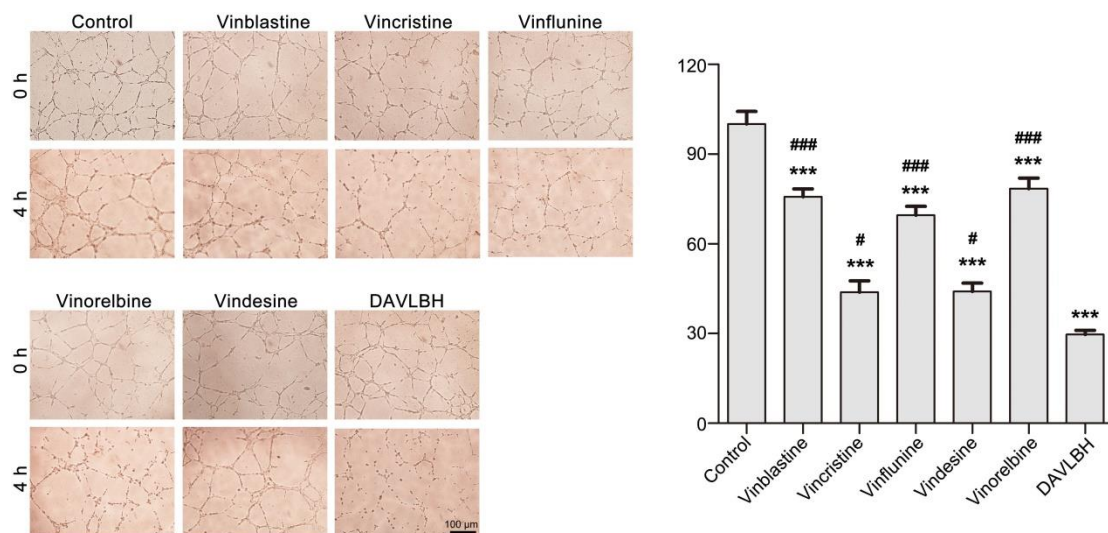 Control Vinblastine Vincristine Vinflunine
0 h
4 h
Vinorelbine Vindesine DAVLBH
0 h
4 h
100 µm
120
90
60
30
0
###
***
#
***
###
***
#
***
###
***
***
Control
Vinblastine
Vincristine
Vinflunine
Vindesine
Vinorelbine
DAVLBH